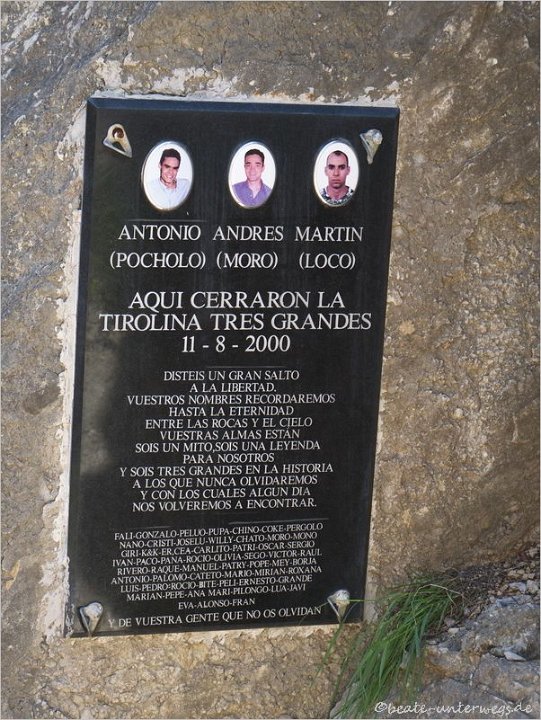 ANTONIO ANDRES MARTIN
(POCHOLO) (MORO) (LOCO)
AQUI CERRARON LA
TIROLINA TRES GRANDES
11 - 8 - 2000
DISTEIS UN GRAN SALTO
A LA LIBERTAD.
VUESTROS NOMBRES RECORDAREMOS
HASTA LA ETERNIDAD
ENTRE LAS ROCAS Y EL CIELO
VUESTRAS ALMAS ESTÁN
SOIS UN MITO,SOIS UNA LEYENDA
PARA NOSOTROS
Y SOIS TRES GRANDES EN LA HISTORIA
A LOS QUE NUNCA OLVIDAREMOS
Y CON LOS CUALES ALGUN DIA
NOS VOLVEREMOS A ENCONTRAR.
FALI-GONZALO-PELUO-PUPA-CHINO-COKE-PERGOLO
NANO-CRISTI-JOSELU-WILLY-CHATO-MORO-MONO
GIRI-K&K-ER,CEA-CARLITO-PATRI-OSCAR-SERGIO
IVAN-PACO-PANA-ROCIO-OLIVIA-SEGO-VICTOR-RAUL
RIVERO-RAQUE-MANUEL-PATRY-POPE-MEY-BORJA
ANTONIO-PALOMO-CATETO-MARIO-MIRIAN-ROXANA
LUIS-PEDRO-ROCIO-BITE-PELI-ERNESTO-GRANDE
MARIAN-PEPE-ANA MARI-PILONGO-LUA-JAVI
EVA-ALONSO-FRAN
Y DE VUESTRA GENTE QUE NO OS OLVIDAN
©beate-unterwegs.de